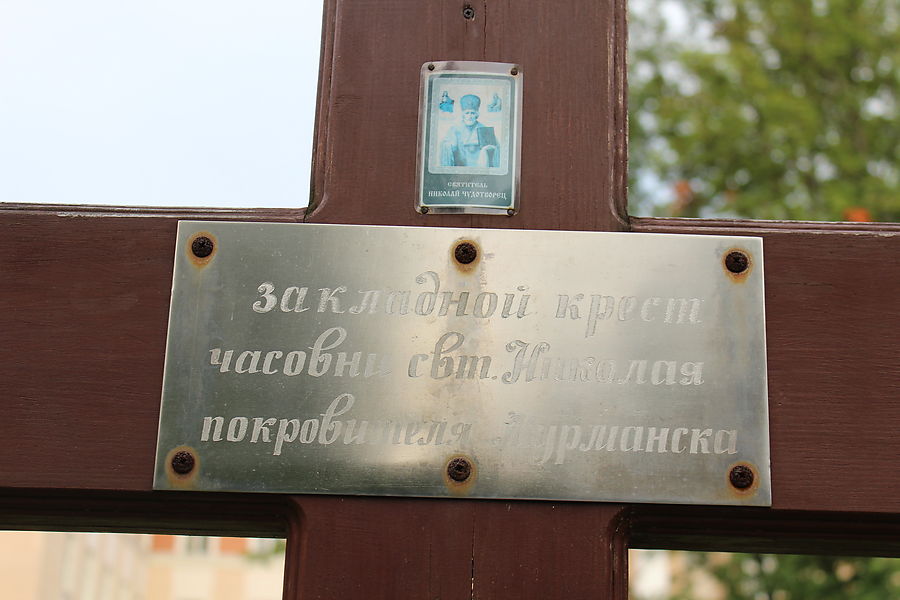 СВЯТИТЕЛЬ
НИКОЛАЙ ЧУДОТВОРЕЦ
закладной крест
часовни свт. Николая
покровителя Мурманска